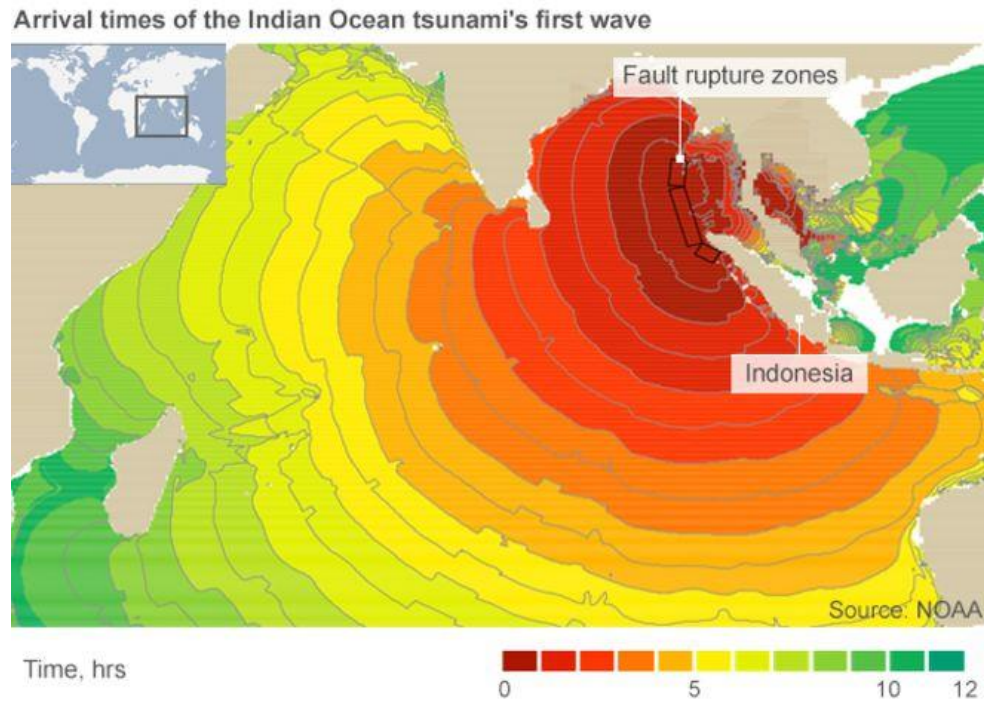 Arrival times of the Indian Ocean tsunami's first wave
Fault rupture zones
Indonesia
Source: NOAA
Time, hrs
0 5 10 12